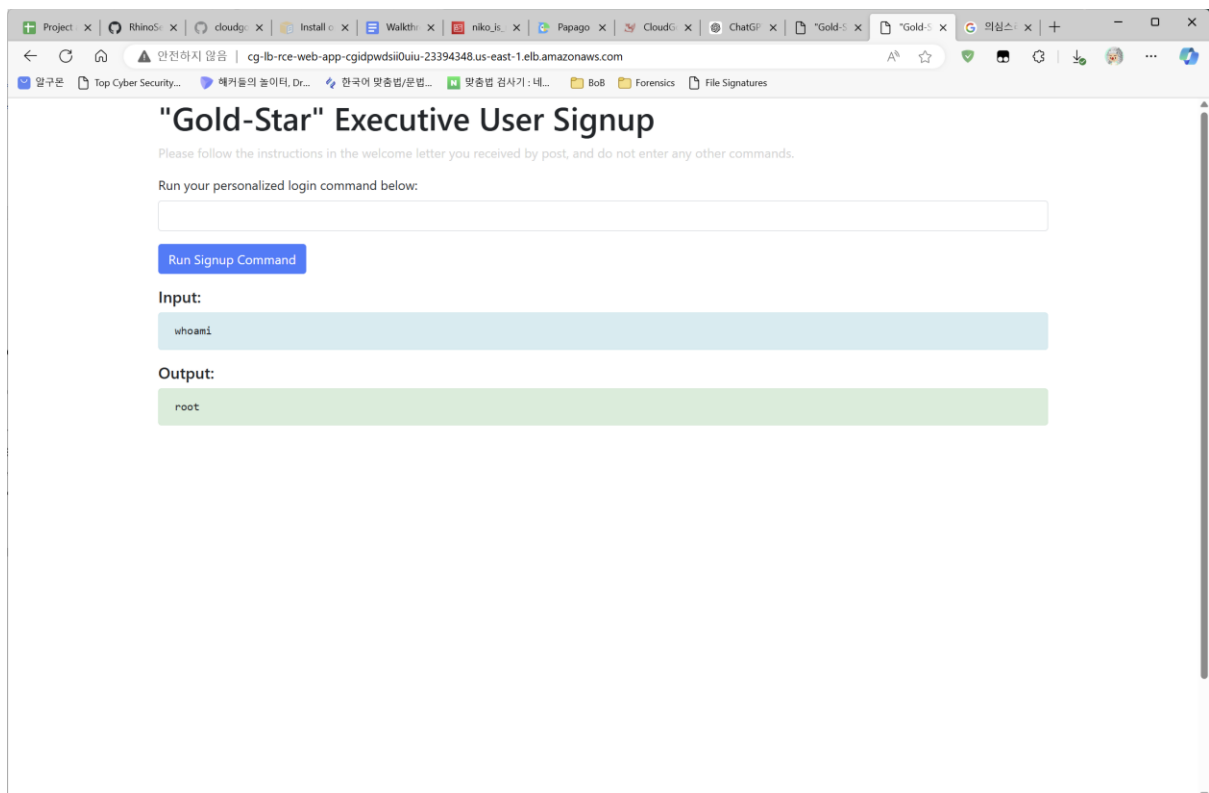 Project
RhinoSe
cloudgo
Install o
Walkthr
niko_is_
Papago
CloudG
ChatGP
"Gold-S
"Gold-S
의심스
안전하지 않음 | cg-lb-rce-web-app-cgidpwdsii0uiu-23394348.us-east-1.elb.amazonaws.com
알구몬 Top Cyber Security... 해커들의 놀이터, Dr... 한국어 맞춤법/문법... 맞춤법 검사기 : 네... BoB Forensics File Signatures
"Gold-Star" Executive User Signup
Please follow the instructions in the welcome letter you received by post, and do not enter any other commands.
Run your personalized login command below:
Run Signup Command
Input:
whoami
Output:
root